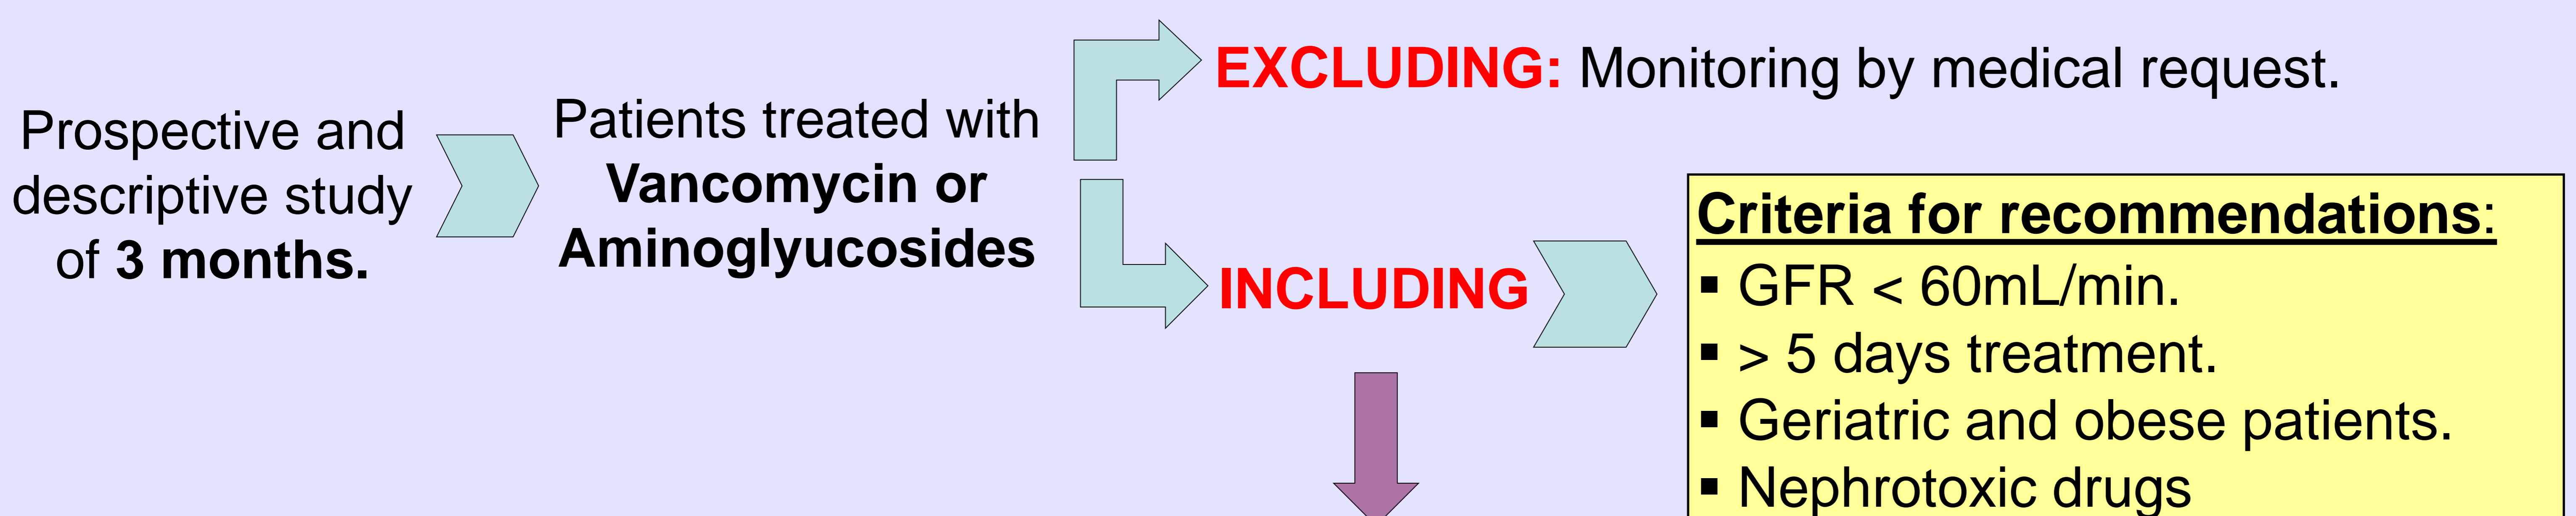 Prospective and
descriptive study
of 3 months.
Patients treated with
Vancomycin or
Aminoglyucosides
EXCLUDING: Monitoring by medical request.
INCLUDING
Criteria for recommendations:
▪ GFR < 60mL/min.
▪ > 5 days treatment.
▪ Geriatric and obese patients.
▪ Nephrotoxic drugs